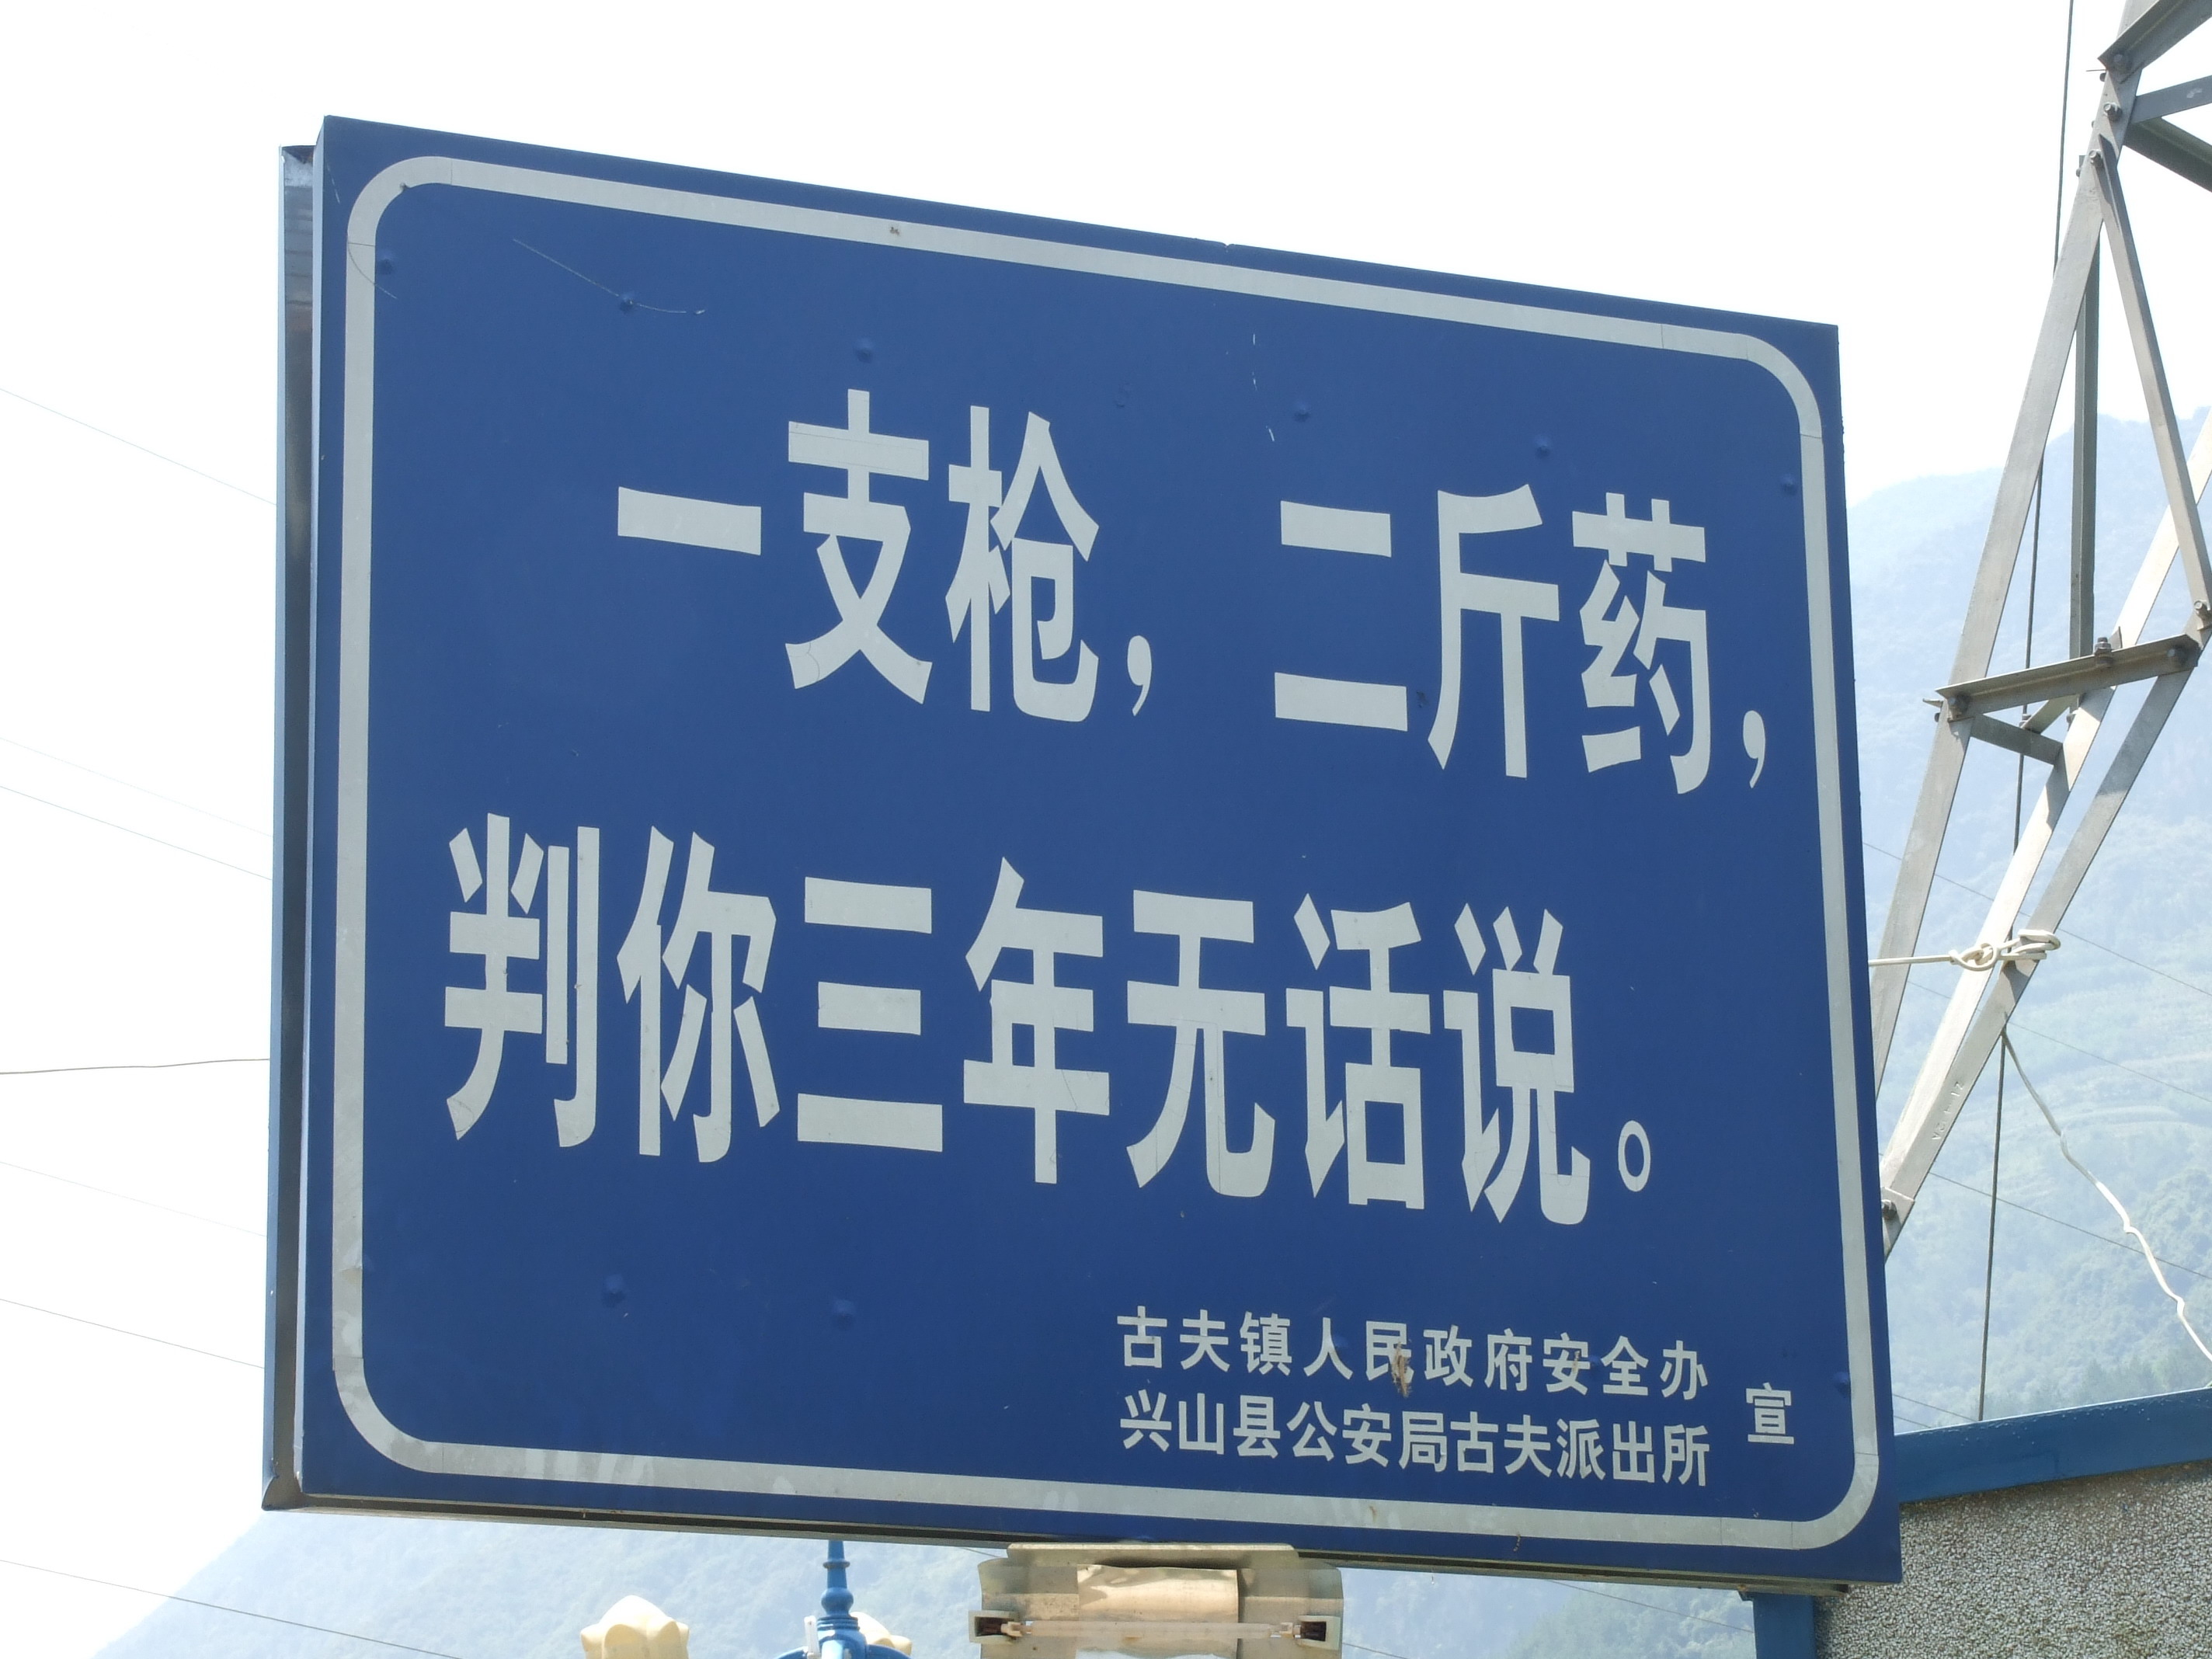 一支枪，二斤药，
判你三年无话说。
古夫镇人民政府安全办
兴山县公安局古夫派出所
宣